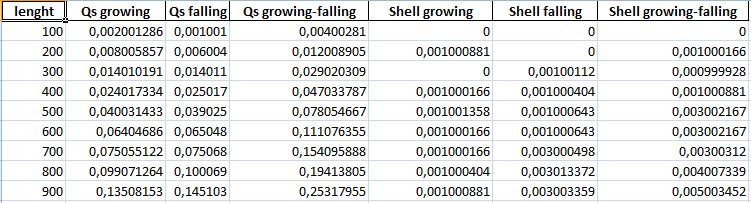 lenght Qs growing Qs falling Qs growing-falling Shell growing Shell falling Shell growing-falling
100 0,002001286 0,001001 0,00400281 0 0 0
200 0,008005857 0,006004 0,012008905 0,001000881 0 0,001000166
300 0,014010191 0,014011 0,029020309 0 0,00100112 0,000999928
400 0,024017334 0,025017 0,047033787 0,001000166 0,001000404 0,001000881
500 0,040031433 0,039025 0,078054667 0,001001358 0,001000643 0,003002167
600 0,06404686 0,065048 0,111076355 0,001000166 0,001000643 0,003002167
700 0,075055122 0,075068 0,154095888 0,001000166 0,003000498 0,00300312
800 0,099071264 0,100069 0,19413805 0,001000404 0,003013372 0,004007339
900 0,13508153 0,145103 0,25317955 0,001000881 0,003003359 0,005003452